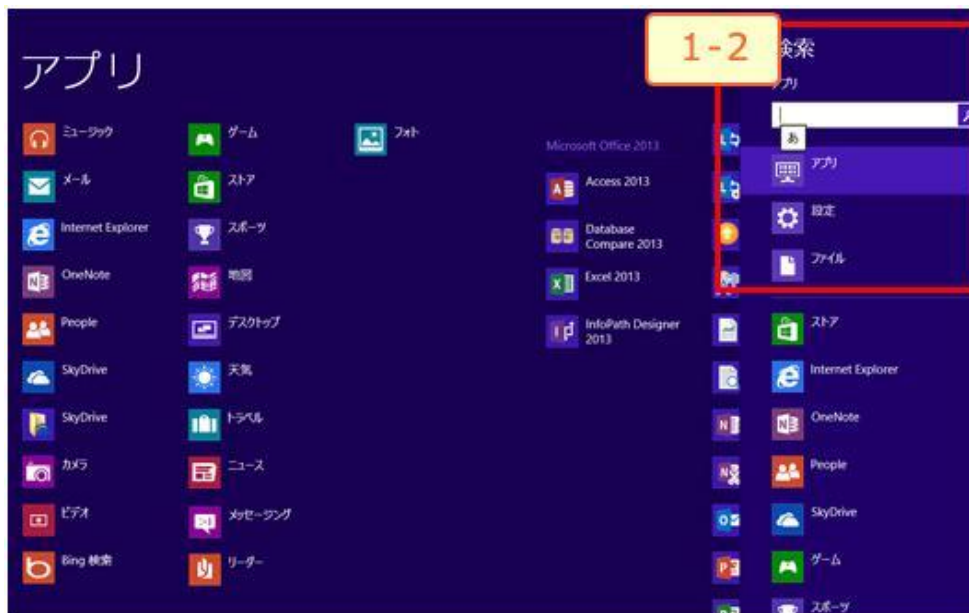 アプリ
ミュージック
メール
Internet Explorer
OneNote
People
SkyDrive
SkyDrive
カメラ
ビデオ
Bing 検索
ゲーム
ストア
スポーツ
地図
デスクトップ
天気
トラベル
ニュース
メッセージング
リーダー
フォト
Microsoft Office 2013
Access 2013
Database
Compare 2013
Excel 2013
InfoPath Designer
2013
1-2
検索
アプリ
あ
アプリ
設定
ファイル
ストア
Internet Explorer
OneNote
People
SkyDrive
ゲーム
スポーツ